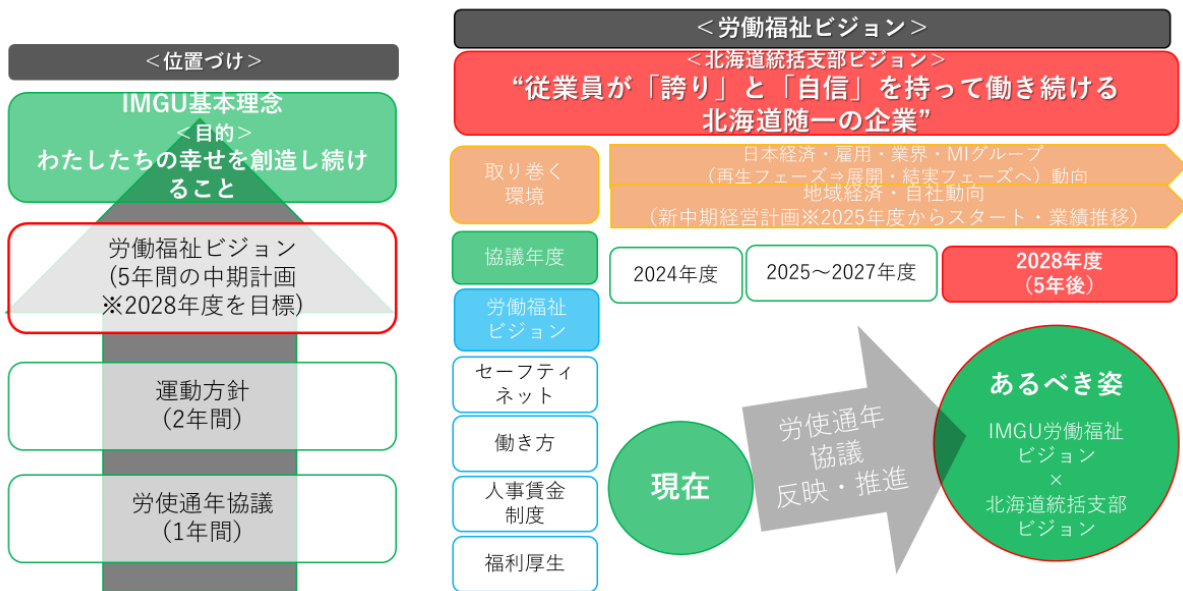 ＜位置づけ＞
IMGU基本理念
＜目的＞
わたしたちの幸せを創造し続け
ること
労働福祉ビジョン
(5年間の中期計画
※2028年度を目標)
運動方針
(2年間)
労使通年協議
(1年間)
＜労働福祉ビジョン＞
＜北海道統括支部ビジョン＞
“従業員が「誇り」と「自信」を持って働き続ける
北海道随一の企業”
取り巻く
環境
日本経済・雇用・業界・MIグループ
（再生フェーズ⇒展開・結実フェーズへ）動向
地域経済・自社動向
（新中期経営計画※2025年度からスタート・業績推移）
協議年度
2024年度
2025～2027年度
2028年度
（5年後）
労働福祉
ビジョン
セーフティ
ネット
働き方
人事賃金
制度
福利厚生
現在
労使通年
協議
反映・推進
あるべき姿
IMGU労働福祉
ビジョン
×
北海道統括支部
ビジョン